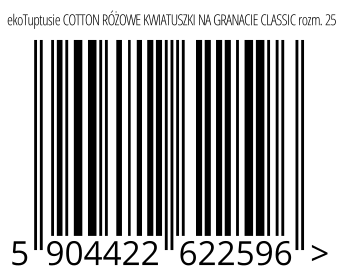 ekoTuptusie COTTON RÓŻOWE KWIATUSZKI NA GRANACIE CLASSIC rozm. 25
5 904422 622596 >